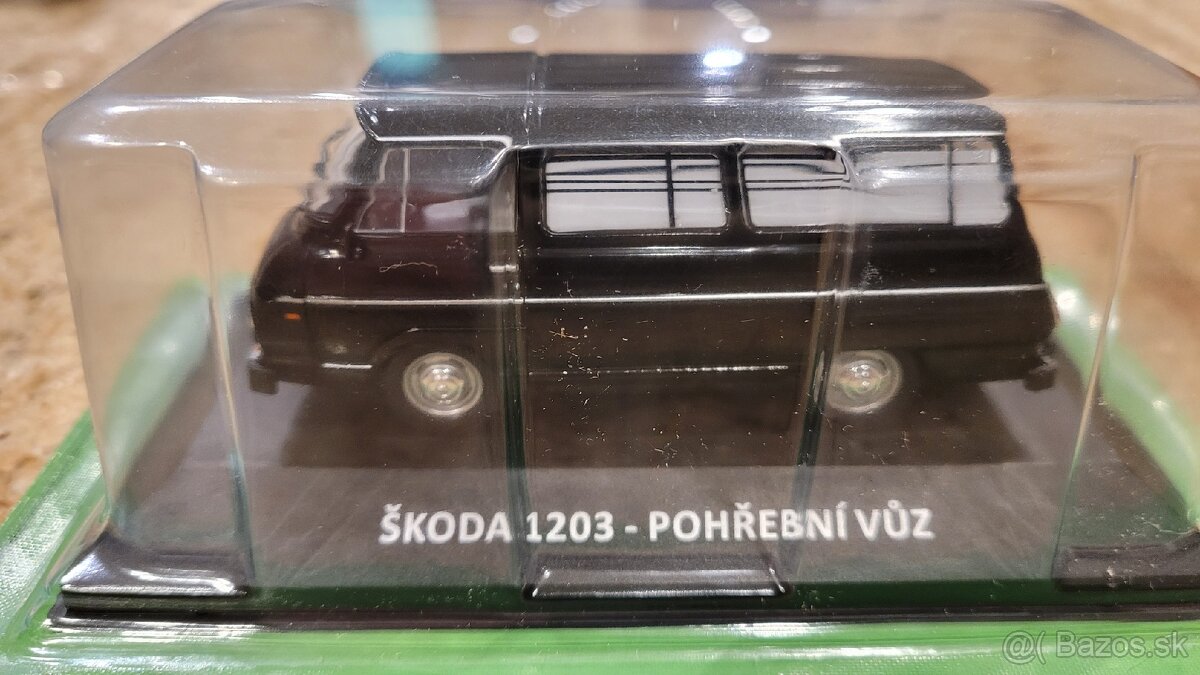 ŠKODA 1203 - POHŘEBNÍ VŮZ
@( Bazos.sk